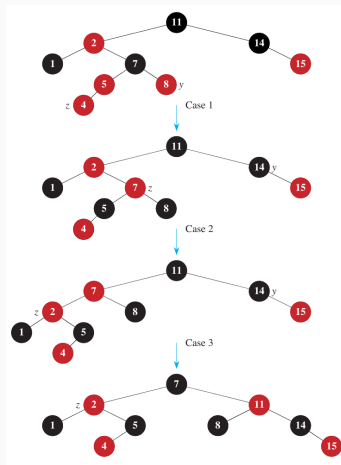 11
2 14
1 7 15
5 8 y
z 4
Case 1
11
2 14 y
1 7 z 15
5 8
4
Case 2
11
7 14 y
z 2 8 15
1 5
4
Case 3
7
z 2 11
1 5 8 14
4 15